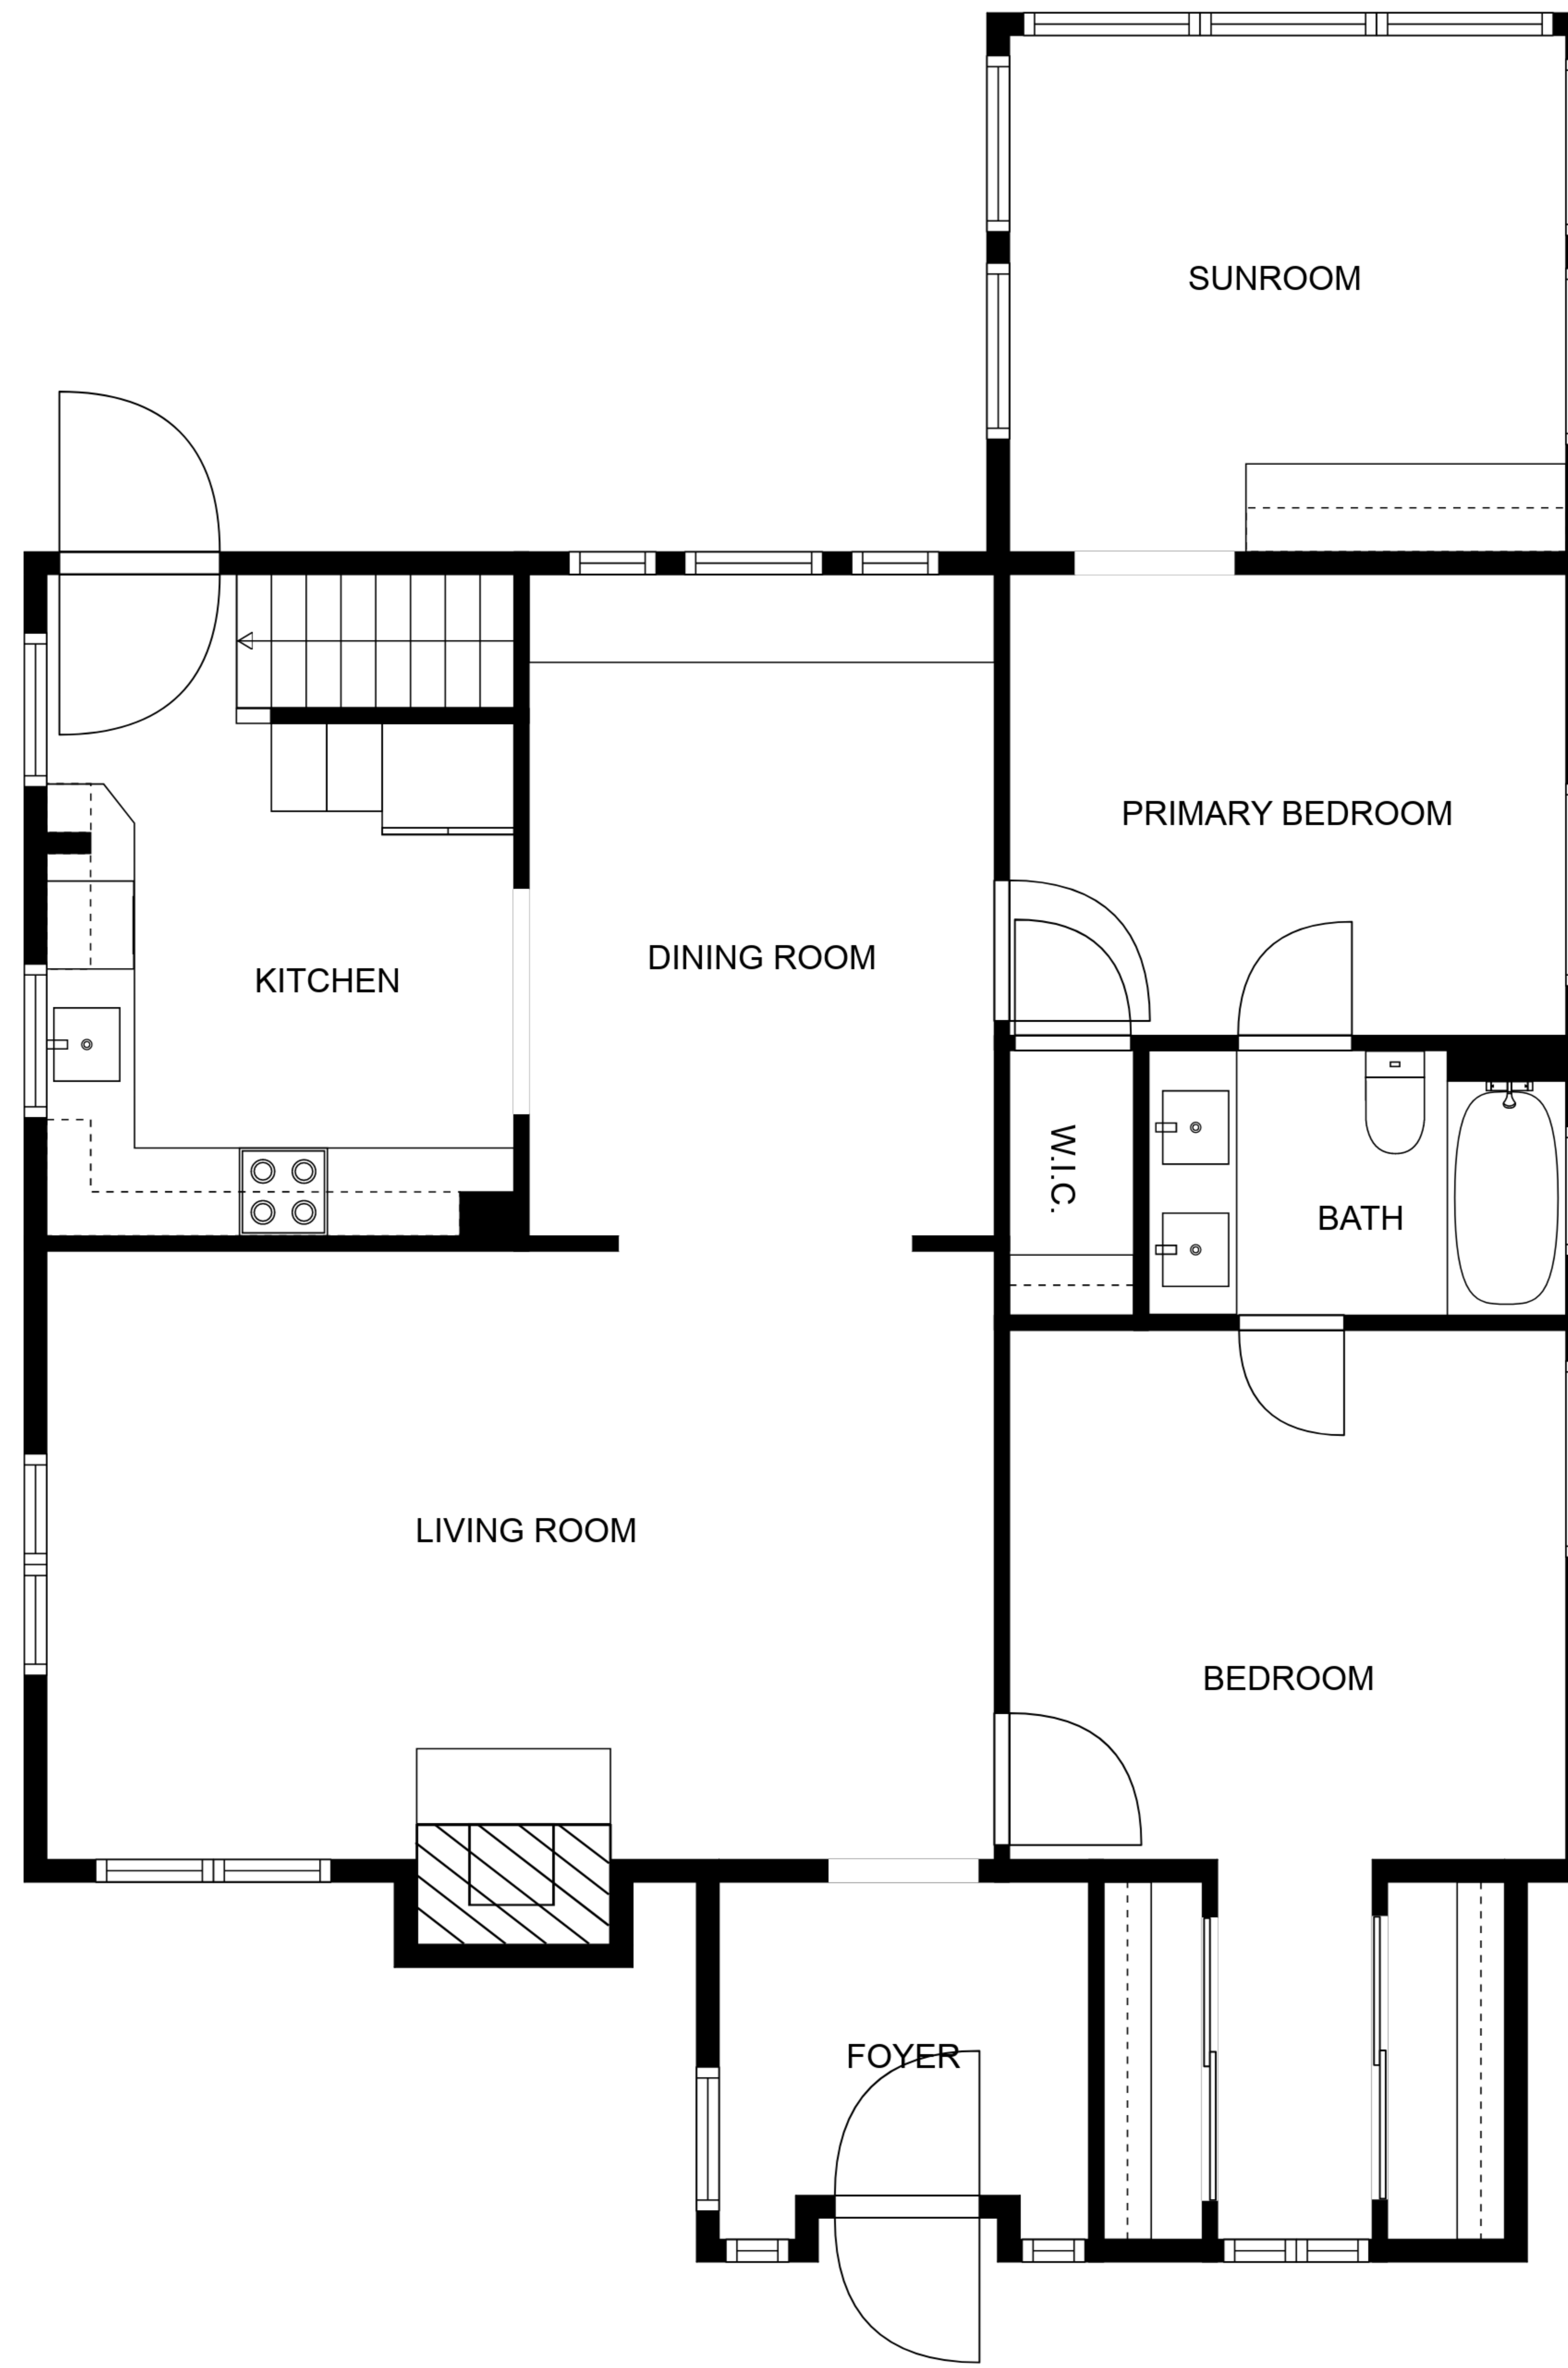 SUNROOM
PRIMARY BEDROOM
DINING ROOM
KITCHEN
W.I.C.
BATH
LIVING ROOM
BEDROOM
FOYER